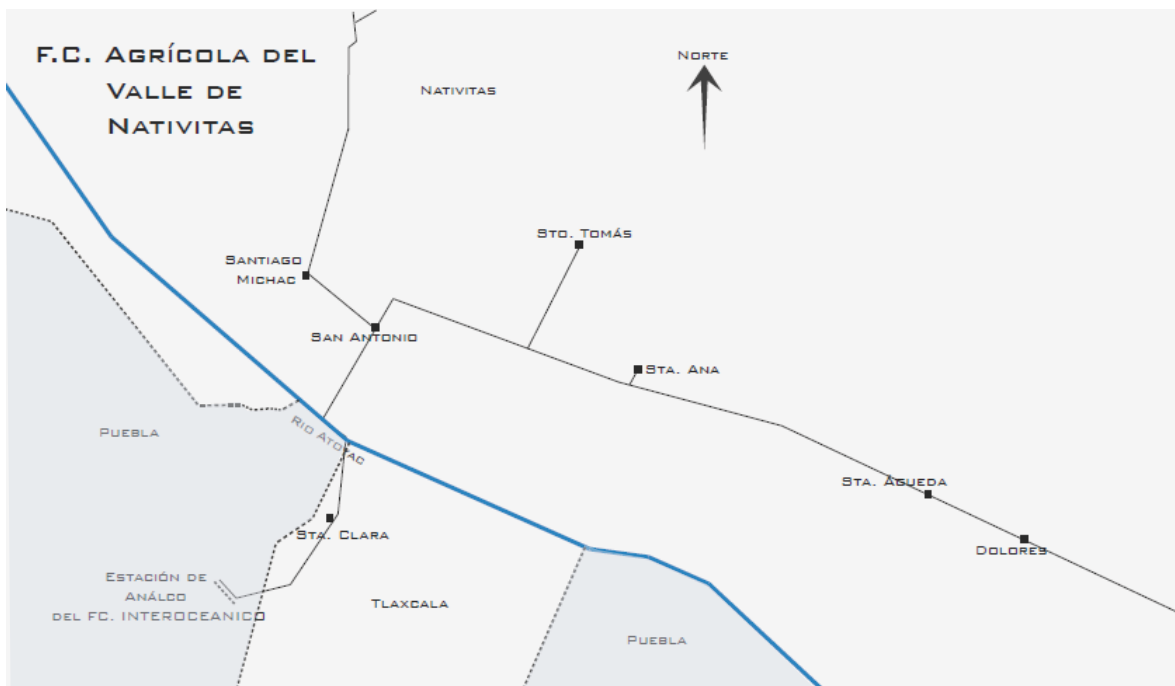 F.C. Agrícola del
Valle de
Nativitas
Norte
Nativitas
Sto. Tomás
Santiago
Michac
San Antonio
Sta. Ana
Puebla
Rio Atoyac
Sta. Agueda
Sta. Clara
Dolores
Estación de
Análco
del FC. Interoceanico
Tlaxcala
Puebla